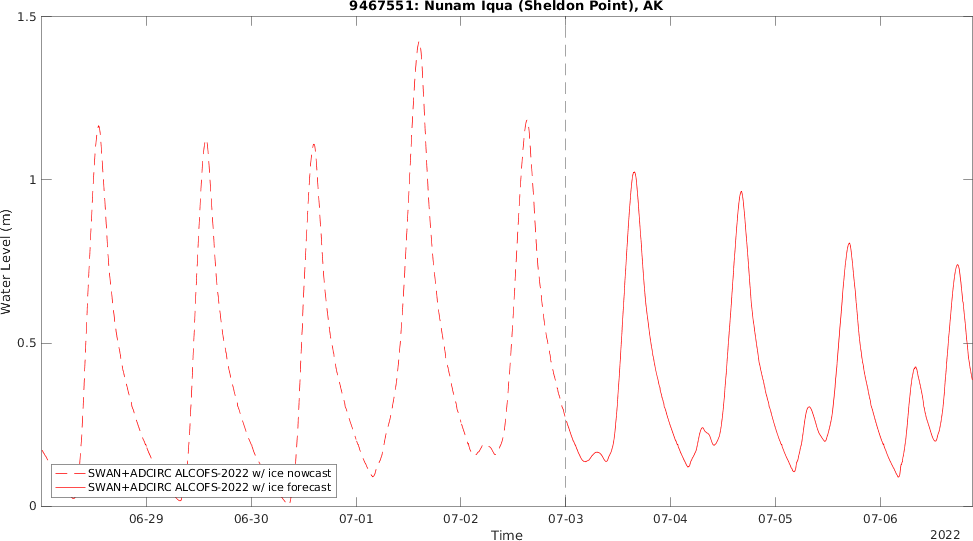 9467551: Nunam Iqua (Sheldon Point), AK
1.5
1
0.5
0
Water Level (m)
SWAN+ADCIRC ALCOFS-2022 w/ ice nowcast
SWAN+ADCIRC ALCOFS-2022 w/ ice forecast
06-29 06-30 07-01 07-02 07-03 07-04 07-05 07-06
Time
2022